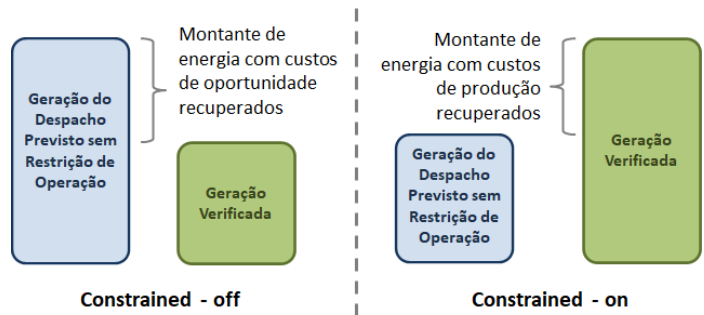 Montante de
energia com custos
de oportunidade
recuperados
Geração do
Despacho
Previsto sem
Restrição de
Operação
Geração
Verificada
Constrained - off
Montante de
energia com custos
de produção
recuperados
Geração do
Despacho
Previsto sem
Restrição de
Operação
Geração
Verificada
Constrained - on